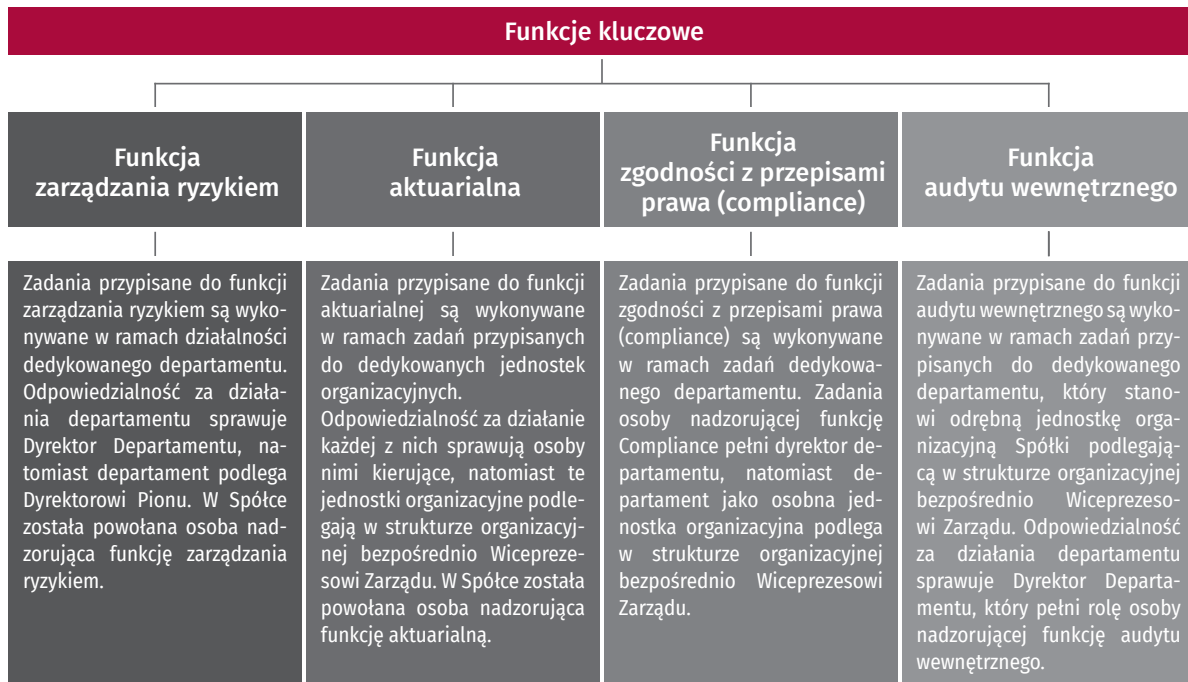 Funkcje kluczowe
Funkcja
zarządzania ryzykiem
Funkcja
aktuarialna
Funkcja
zgodności z przepisami
prawa (compliance)
Funkcja
audytu wewnętrznego
Zadania przypisane do funkcji
zarządzania ryzykiem są wyko-
nywane w ramach działalności
dedykowanego departamentu.
Odpowiedzialność za działa-
nia departamentu sprawuje
Dyrektor Departamentu, na-
tomiast departament podlega
Dyrektorowi Pionu. W Spółce
została powołana osoba nad-
zorująca funkcję zarządzania
ryzykiem.
Zadania przypisane do funkcji
aktuarialnej są wykonywane
w ramach zadań przypisanych
do dedykowanych jednostek
organizacyjnych.
Odpowiedzialność za działanie
każdej z nich sprawują osoby
nimi kierujące, natomiast te
jednostki organizacyjne podle-
gają w strukturze organizacyj-
nej bezpośrednio Wicepreze-
sowi Zarządu. W Spółce została
powołana osoba nadzorująca
funkcję aktuarialną.
Zadania przypisane do funkcji
zgodności z przepisami prawa
(compliance) są wykonywane
w ramach zadań dedykowa-
nego departamentu. Zadania
osoby nadzorującej funkcję
Compliance pełni dyrektor de-
partamentu, natomiast de-
partament jako osobna jed-
nostka organizacyjna podlega
w strukturze organizacyjnej
bezpośrednio Wiceprezesowi
Zarządu.
Zadania przypisane do funkcji
audytu wewnętrznego są wyko-
nywane w ramach zadań przy-
pisanych do dedykowanego
departamentu, który stano-
wi odrębną jednostkę orga-
nizacyjną Spółki podlegają-
cą w strukturze organizacyjnej
bezpośrednio Wiceprezeso-
wi Zarządu. Odpowiedzialność
za działania departamentu
sprawuje Dyrektor Departa-
mentu, który pełni rolę osoby
nadzorującej funkcję audytu
wewnętrznego.